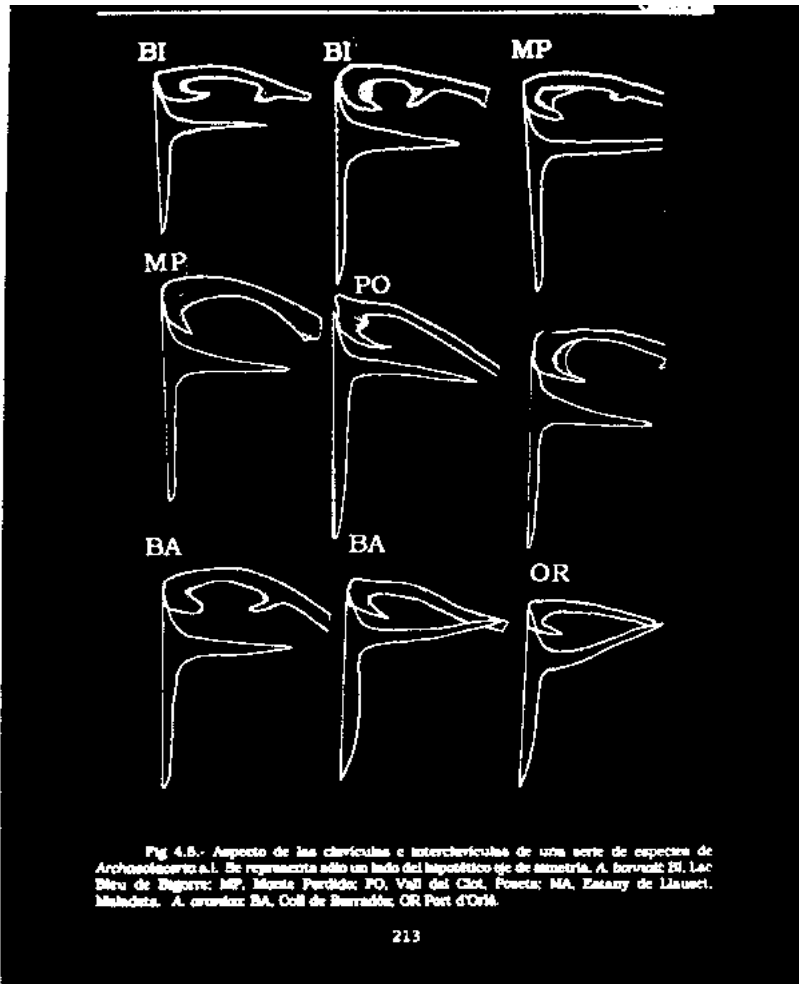 BI BI MP
MP PO
BA BA OR
Fig 4.5.- Aspecto de las clavículas e interclavículas de una serie de especies de
Archaeolacerta s.l. Se representa sólo un lado del hipotético eje de simetría. A. bonnali: BI, Lac
Bleu de Bigorre; MP, Monte Perdido; PO, Vall del Clot, Posets; MA, Estany de Llauset,
Maladeta. A. aranica: BA, Coll de Barradòs; OR Port d'Orlá.
213